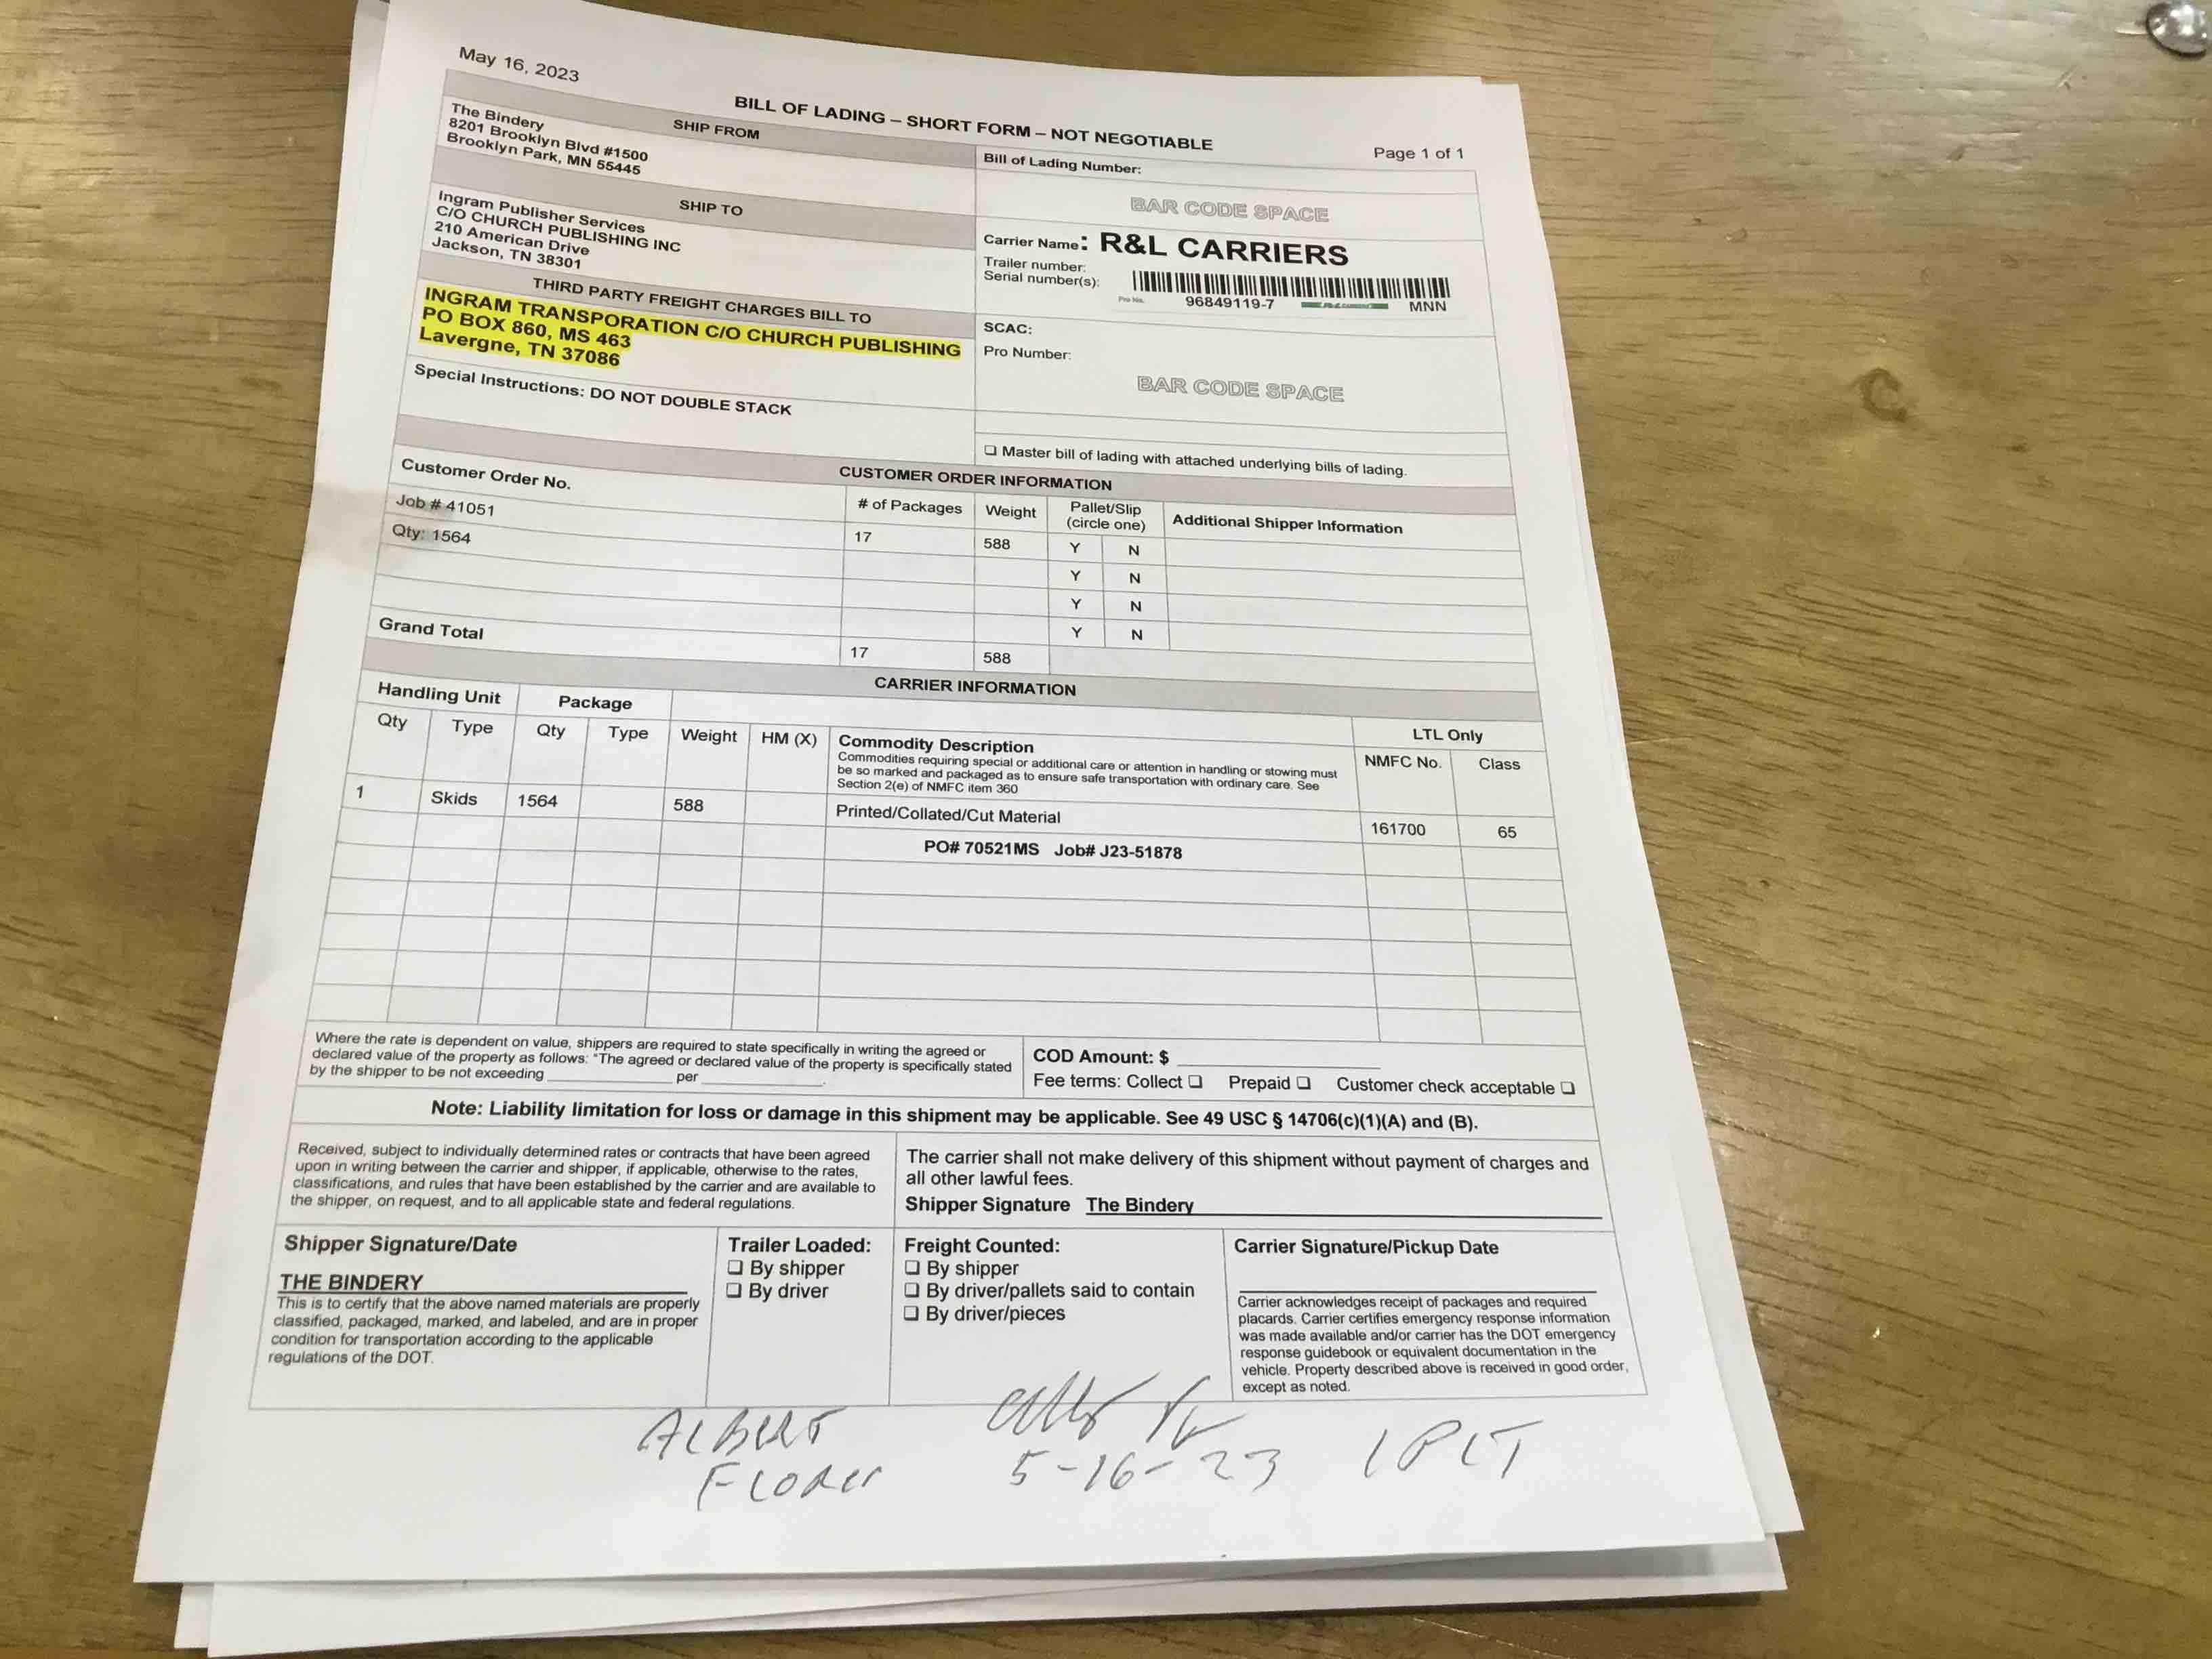 May 16, 2023
BILL OF LADING – SHORT FORM – NOT NEGOTIABLE
Page 1 of 1
SHIP FROM
The Bindery
8201 Brooklyn Blvd #1500
Brooklyn Park, MN 55445
SHIP TO
Ingram Publisher Services
C/O CHURCH PUBLISHING INC
210 American Drive
Jackson, TN 38301
THIRD PARTY FREIGHT CHARGES BILL TO
INGRAM TRANSPORATION C/O CHURCH PUBLISHING
PO BOX 860, MS 463
Lavergne, TN 37086
Special Instructions: DO NOT DOUBLE STACK
Bill of Lading Number:
BAR CODE SPACE
Carrier Name: R&L CARRIERS
Trailer number:
Serial number(s):
Pro No. 96849119-7 MNN
SCAC:
Pro Number:
BAR CODE SPACE
❑ Master bill of lading with attached underlying bills of lading.
CUSTOMER ORDER INFORMATION
Customer Order No. # of Packages Weight Pallet/Slip (circle one) Additional Shipper Information
Job # 41051 17 588 Y N
Qty: 1564 Y N
Y N
Y N
Grand Total 17 588
CARRIER INFORMATION
Handling Unit Package LTL Only
Qty Type Qty Type Weight HM (X) Commodity Description NMFC No. Class
Commodities requiring special or additional care or attention in handling or stowing must
be so marked and packaged as to ensure safe transportation with ordinary care. See
Section 2(e) of NMFC item 360
1 Skids 1564 588 Printed/Collated/Cut Material 161700 65
PO# 70521MS Job# J23-51878
Where the rate is dependent on value, shippers are required to state specifically in writing the agreed or
declared value of the property as follows: "The agreed or declared value of the property is specifically stated
by the shipper to be not exceeding ____ per ____.
COD Amount: $ ____
Fee terms: Collect ❑ Prepaid ❑ Customer check acceptable ❑
Note: Liability limitation for loss or damage in this shipment may be applicable. See 49 USC § 14706(c)(1)(A) and (B).
Received, subject to individually determined rates or contracts that have been agreed
upon in writing between the carrier and shipper, if applicable, otherwise to the rates,
classifications, and rules that have been established by the carrier and are available to
the shipper, on request, and to all applicable state and federal regulations.
The carrier shall not make delivery of this shipment without payment of charges and
all other lawful fees.
Shipper Signature The Bindery
Shipper Signature/Date
THE BINDERY
This is to certify that the above named materials are properly
classified, packaged, marked, and labeled, and are in proper
condition for transportation according to the applicable
regulations of the DOT.
Trailer Loaded:
❑ By shipper
❑ By driver
Freight Counted:
❑ By shipper
❑ By driver/pallets said to contain
❑ By driver/pieces
Carrier Signature/Pickup Date
Carrier acknowledges receipt of packages and required
placards. Carrier certifies emergency response information
was made available and/or carrier has the DOT emergency
response guidebook or equivalent documentation in the
vehicle. Property described above is received in good order,
except as noted.
ALBERT
5-16-23 1 PLT